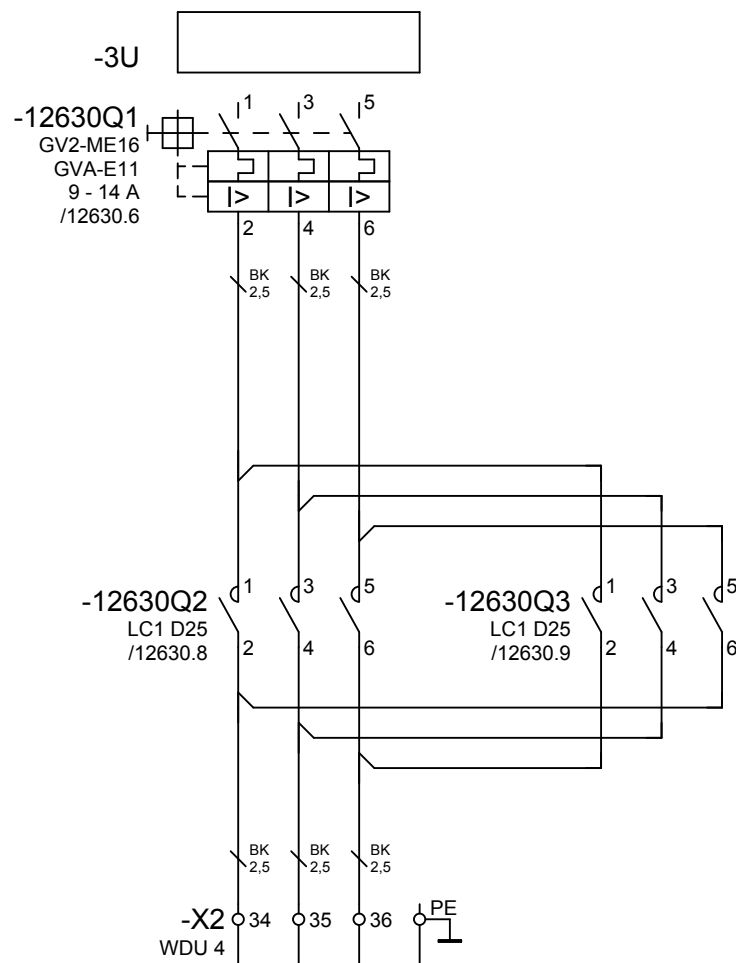 -3U
1 3 5
-12630Q1
GV2-ME16
GVA-E11
9 - 14 A
/12630.6
I> I> I>
2 4 6
BK BK BK
2,5 2,5 2,5
1 3 5 1 3 5
-12630Q2 -12630Q3
LC1 D25 LC1 D25
/12630.8 /12630.9
2 4 6 2 4 6
BK BK BK
2,5 2,5 2,5
PE
-X2 34 35 36
WDU 4